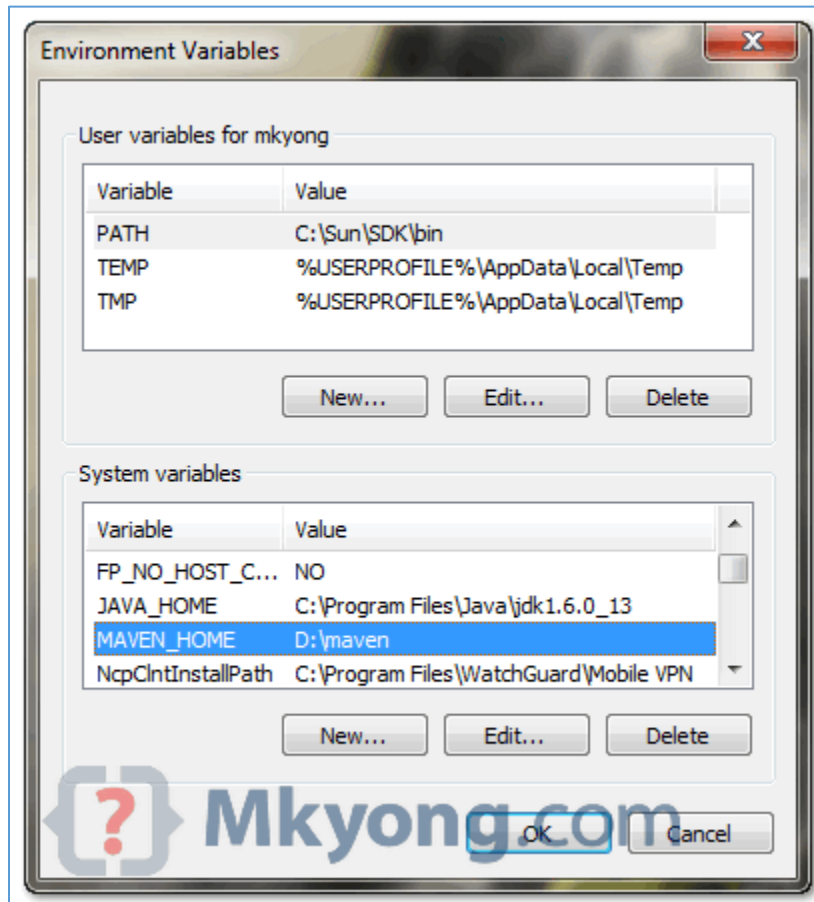 Environment Variables
User variables for mkyong
Variable Value
PATH C:\Sun\SDK\bin
TEMP %USERPROFILE%\AppData\Local\Temp
TMP %USERPROFILE%\AppData\Local\Temp
New... Edit... Delete
System variables
Variable Value
FP_NO_HOST_C... NO
JAVA_HOME C:\Program Files\Java\jdk1.6.0_13
MAVEN_HOME D:\maven
NcpClntInstallPath C:\Program Files\WatchGuard\Mobile VPN
New... Edit... Delete
Mkyong.com
OK Cancel